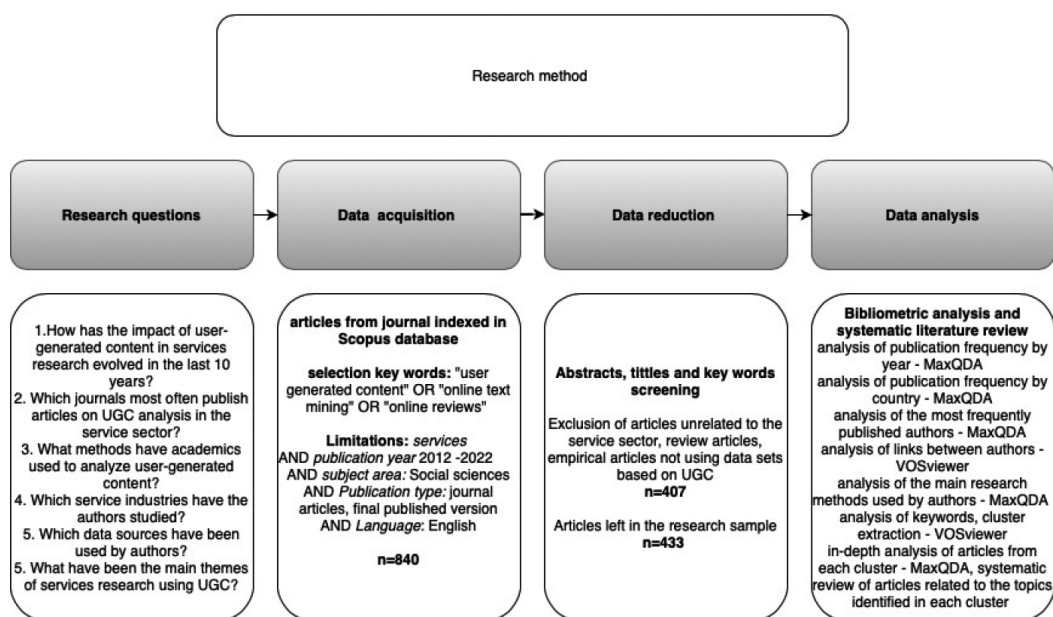 Research method
Research questions
Data acquisition
Data reduction
Data analysis
1.How has the impact of user-
generated content in services
research evolved in the last 10
years?
2. Which journals most often publish
articles on UGC analysis in the
service sector?
3. What methods have academics
used to analyze user-generated
content?
4. Which service industries have the
authors studied?
5. Which data sources have been
used by authors?
5. What have been the main themes
of services research using UGC?
articles from journal indexed in
Scopus database
selection key words: "user
generated content" OR "online text
mining" OR "online reviews"
Limitations: services
AND publication year 2012 -2022
AND subject area: Social sciences
AND Publication type: journal
articles, final published version
AND Language: English
n=840
Abstracts, tittles and key words
screening
Exclusion of articles unrelated to the
service sector, review articles,
empirical articles not using data sets
based on UGC
n=407
Articles left in the research sample
n=433
Bibliometric analysis and
systematic literature review
analysis of publication frequency by
year - MaxQDA
analysis of publication frequency by
country - MaxQDA
analysis of the most frequently
published authors - MaxQDA
analysis of links between authors -
VOSviewer
analysis of the main research
methods used by authors - MaxQDA
analysis of keywords, cluster
extraction - VOSviewer
in-depth analysis of articles from
each cluster - MaxQDA, systematic
review of articles related to the topics
identified in each cluster